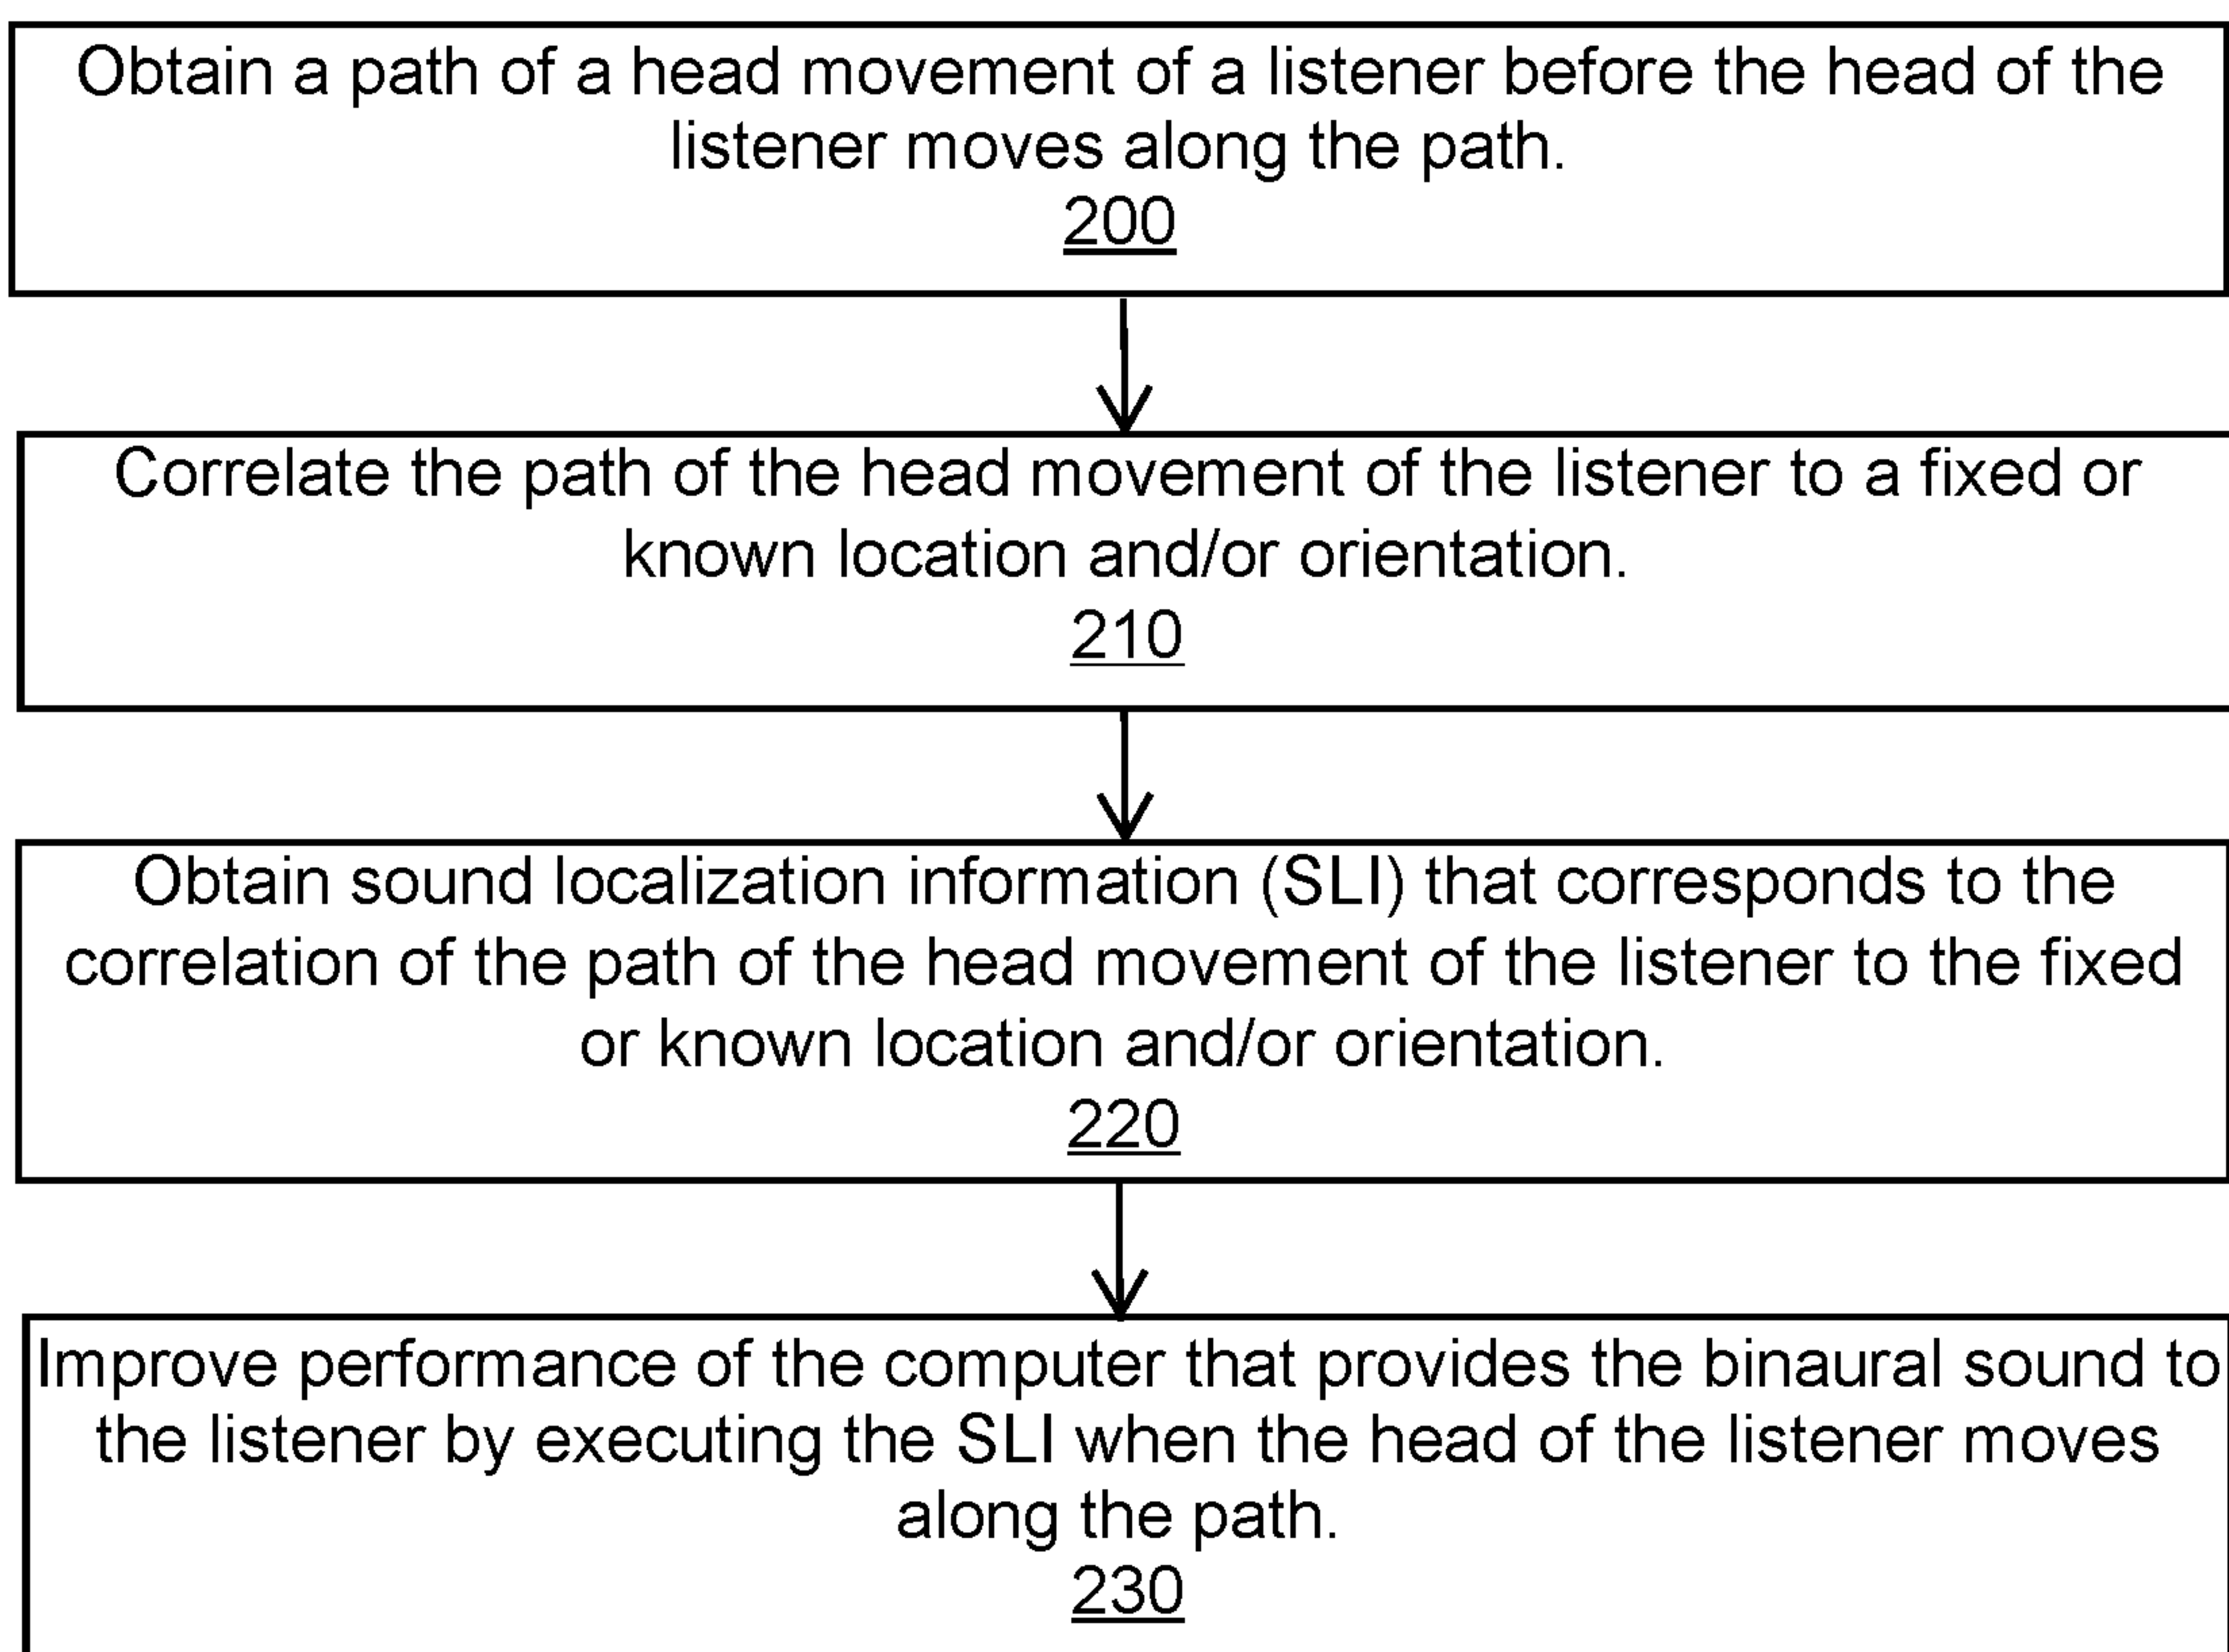 Obtain a path of a head movement of a listener before the head of the
listener moves along the path.
200
Correlate the path of the head movement of the listener to a fixed or
known location and/or orientation.
210
Obtain sound localization information (SLI) that corresponds to the
correlation of the path of the head movement of the listener to the fixed
or known location and/or orientation.
220
Improve performance of the computer that provides the binaural sound to
the listener by executing the SLI when the head of the listener moves
along the path.
230